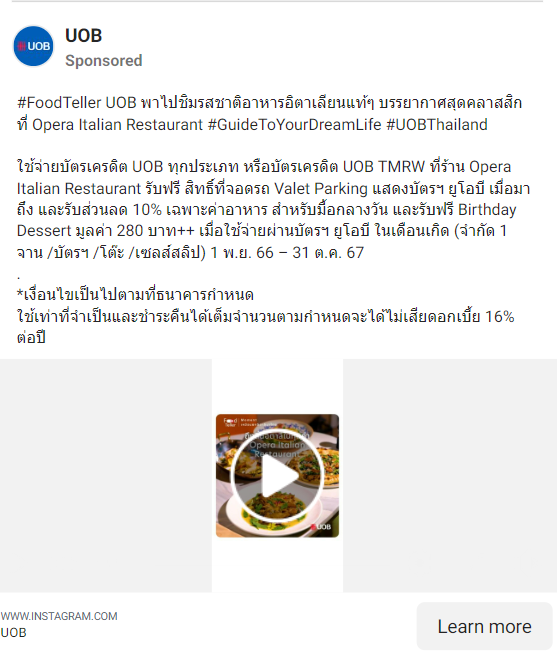 UOB
UOB
Sponsored
#FoodTeller UOB พาไปชิมรสชาติอาหารอิตาเลียนแท้ๆ บรรยากาศสุดคลาสสิก
ที่ Opera Italian Restaurant #GuideToYourDreamLife #UOBThailand
ใช้จ่ายบัตรเครดิต UOB ทุกประเภท หรือบัตรเครดิต UOB TMRW ที่ร้าน Opera
Italian Restaurant รับฟรี สิทธิ์ที่จอดรถ Valet Parking แสดงบัตรฯ ยูโอบี เมื่อมา
ถึง และรับส่วนลด 10% เฉพาะค่าอาหาร สำหรับมื้อกลางวัน และรับฟรี Birthday
Dessert มูลค่า 280 บาท++ เมื่อใช้จ่ายผ่านบัตรฯ ยูโอบี ในเดือนเกิด (จำกัด 1
จาน /บัตรฯ /โต๊ะ /เซลส์สลิป) 1 พ.ย. 66 – 31 ต.ค. 67
.
*เงื่อนไขเป็นไปตามที่ธนาคารกำหนด
ใช้เท่าที่จำเป็นและชำระคืนได้เต็มจำนวนตามกำหนดจะได้ไม่เสียดอกเบี้ย 16%
ต่อปี
Food
Teller
Opera Italian
Restaurant
UOB
WWW.INSTAGRAM.COM
UOB
Learn more